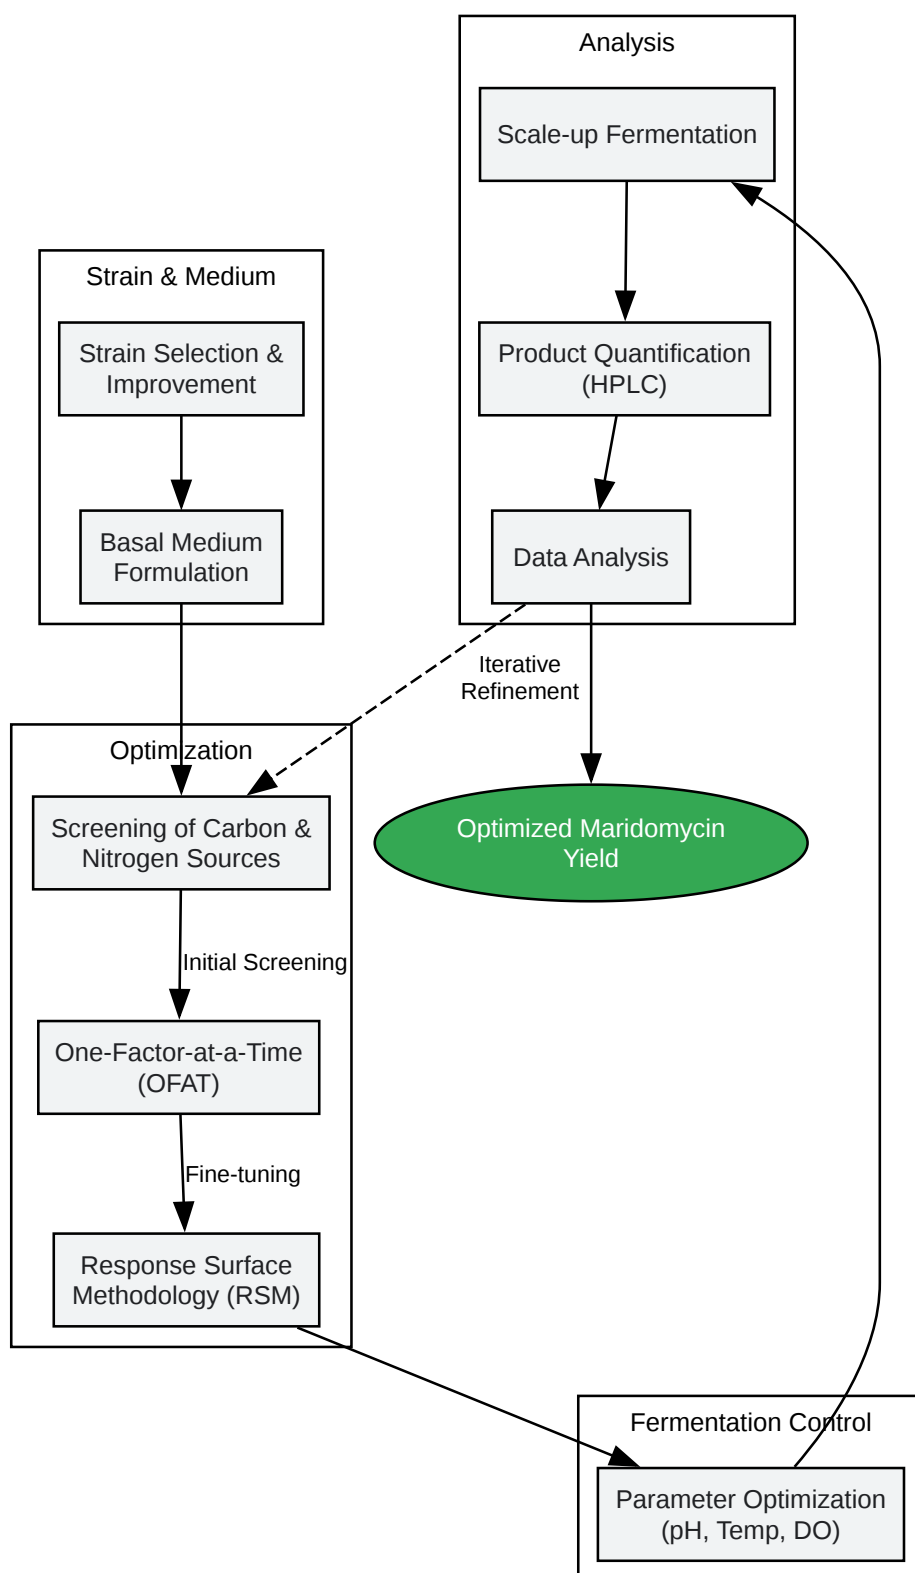 Analysis
Scale-up Fermentation
Strain & Medium
Strain Selection &
Improvement
Product Quantification
(HPLC)
Basal Medium
Formulation
Data Analysis
Iterative
Refinement
Optimization
Screening of Carbon &
Nitrogen Sources
Optimized Maridomycin
Yield
Initial Screening
One-Factor-at-a-Time
(OFAT)
Fine-tuning
Response Surface
Methodology (RSM)
Fermentation Control
Parameter Optimization
(pH, Temp, DO)